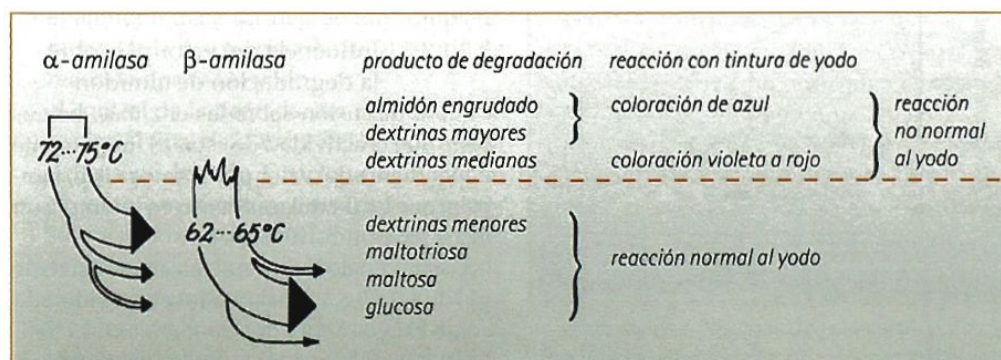 α-amilasa β-amilasa producto de degradación reacción con tintura de yodo
almidón engrudado coloración de azul reacción
dextrinas mayores no normal
72...75°C dextrinas medianas coloración violeta a rojo al yodo
62...65°C dextrinas menores
maltotriosa reacción normal al yodo
maltosa
glucosa